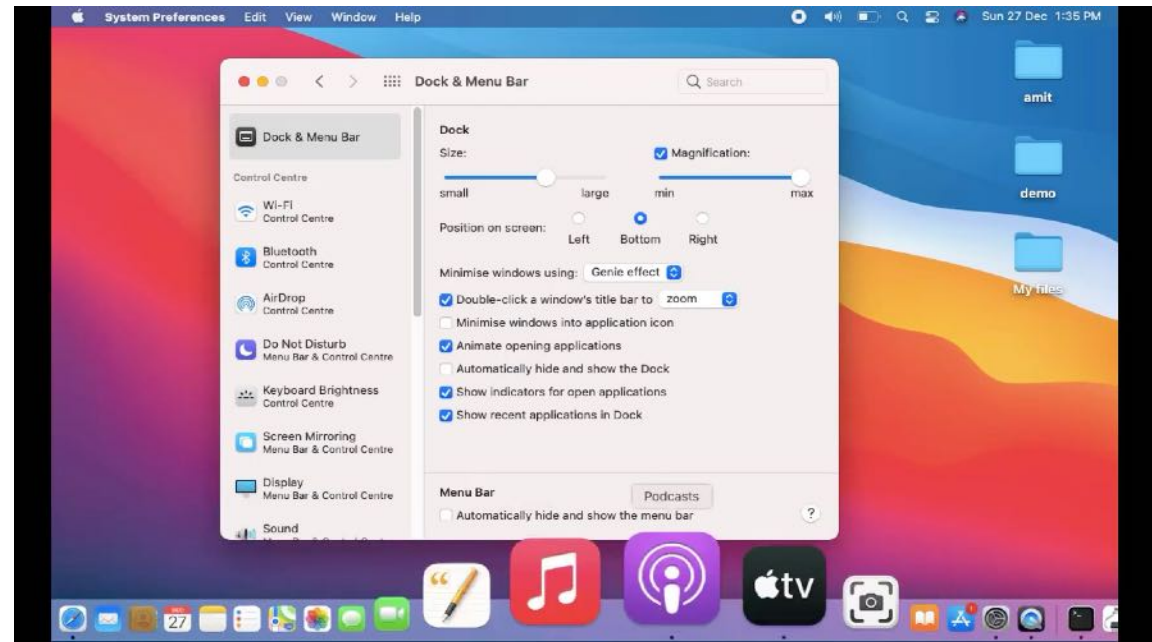 System Preferences Edit View Window Help
Sun 27 Dec 1:35 PM
Dock & Menu Bar
Search
amit
demo
My files
Dock & Menu Bar
Control Centre
Wi-Fi
Control Centre
Bluetooth
Control Centre
AirDrop
Control Centre
Do Not Disturb
Menu Bar & Control Centre
Keyboard Brightness
Control Centre
Screen Mirroring
Menu Bar & Control Centre
Display
Menu Bar & Control Centre
Sound
Dock
Size:
Magnification:
small large min max
Position on screen:
Left Bottom Right
Minimise windows using: Genie effect
Double-click a window's title bar to zoom
Minimise windows into application icon
Animate opening applications
Automatically hide and show the Dock
Show indicators for open applications
Show recent applications in Dock
Menu Bar
Podcasts
Automatically hide and show the menu bar
?
tv
27